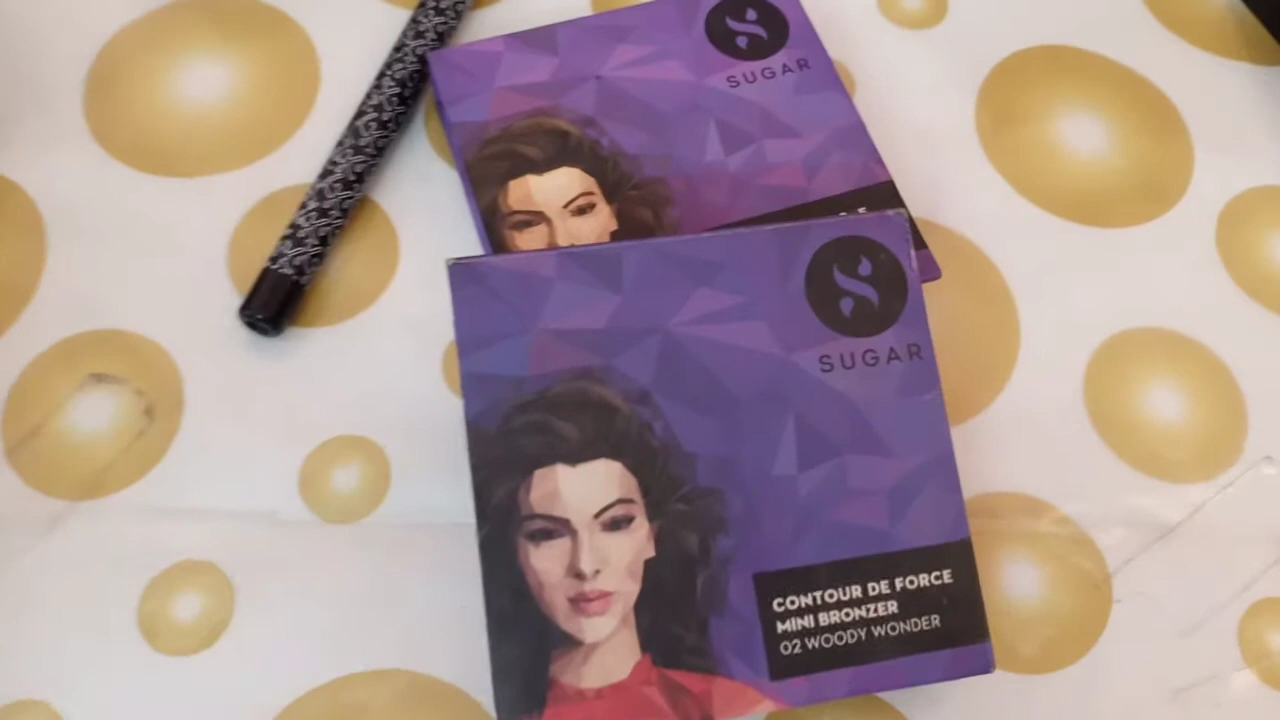 SUGAR
SUGAR
CONTOUR DE FORCE
MINI BRONZER
02 WOODY WONDER